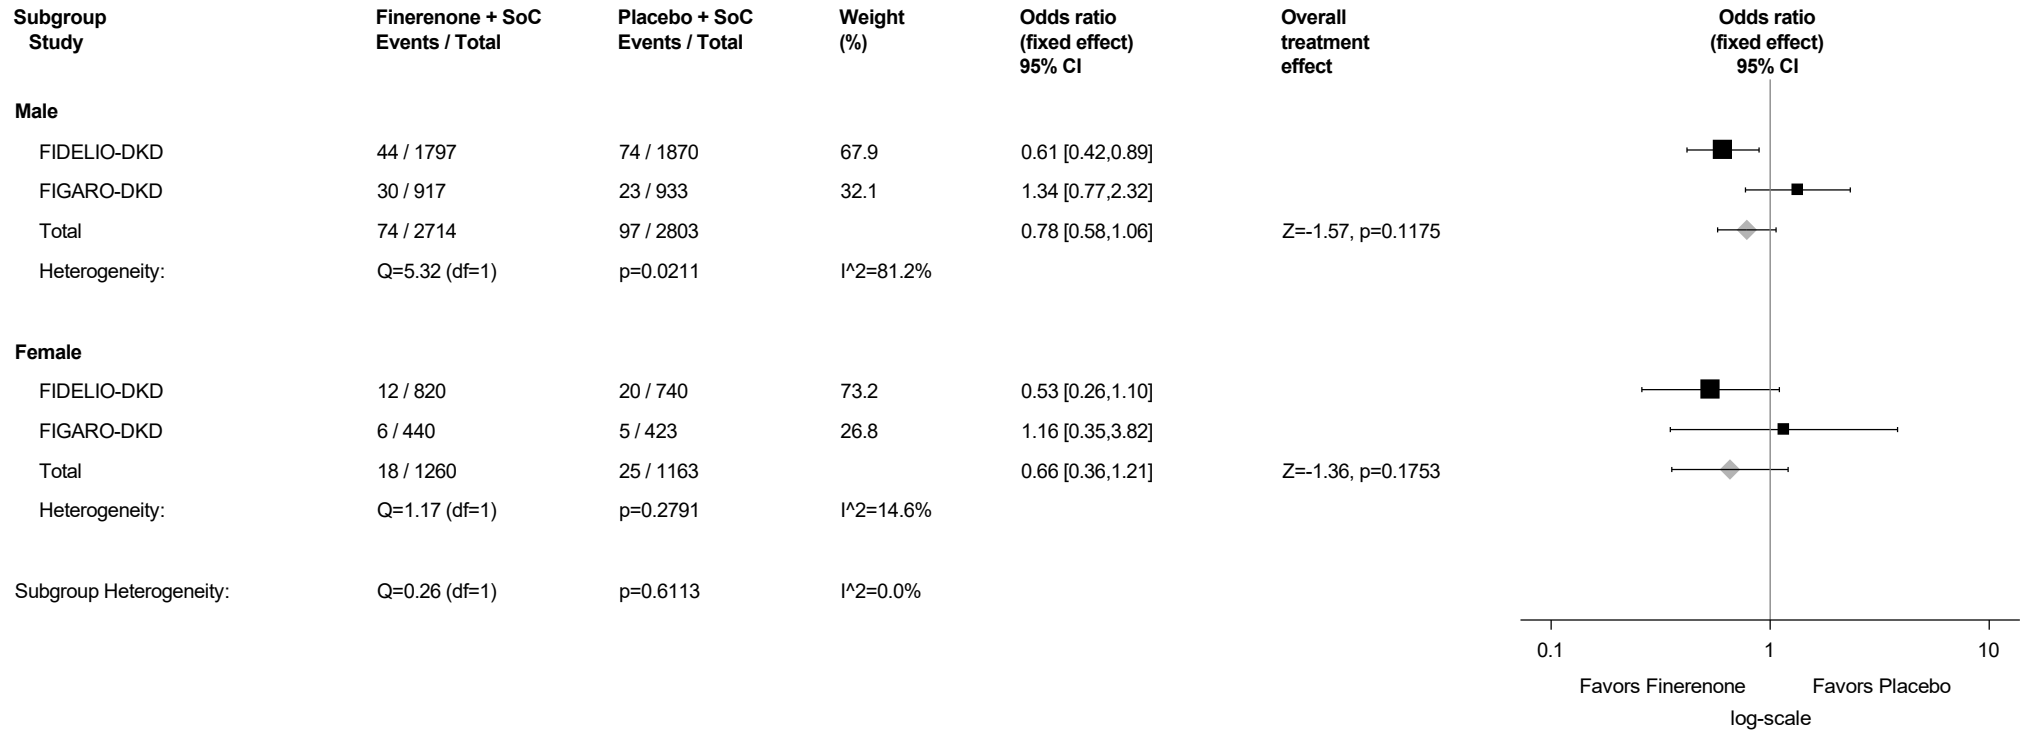 Subgroup Finerenone + SoC Placebo + SoC Weight Odds ratio Overall Odds ratio
Study Events / Total Events / Total (%) (fixed effect) treatment (fixed effect)
95% CI effect 95% CI
Male
FIDELIO-DKD 44 / 1797 74 / 1870 67.9 0.61 [0.42,0.89]
FIGARO-DKD 30 / 917 23 / 933 32.1 1.34 [0.77,2.32]
Total 74 / 2714 97 / 2803 0.78 [0.58,1.06] Z=-1.57, p=0.1175
Heterogeneity: Q=5.32 (df=1) p=0.0211 I^2=81.2%
Female
FIDELIO-DKD 12 / 820 20 / 740 73.2 0.53 [0.26,1.10]
FIGARO-DKD 6 / 440 5 / 423 26.8 1.16 [0.35,3.82]
Total 18 / 1260 25 / 1163 0.66 [0.36,1.21] Z=-1.36, p=0.1753
Heterogeneity: Q=1.17 (df=1) p=0.2791 I^2=14.6%
Subgroup Heterogeneity: Q=0.26 (df=1) p=0.6113 I^2=0.0%
0.1 1 10
Favors Finerenone Favors Placebo
log-scale